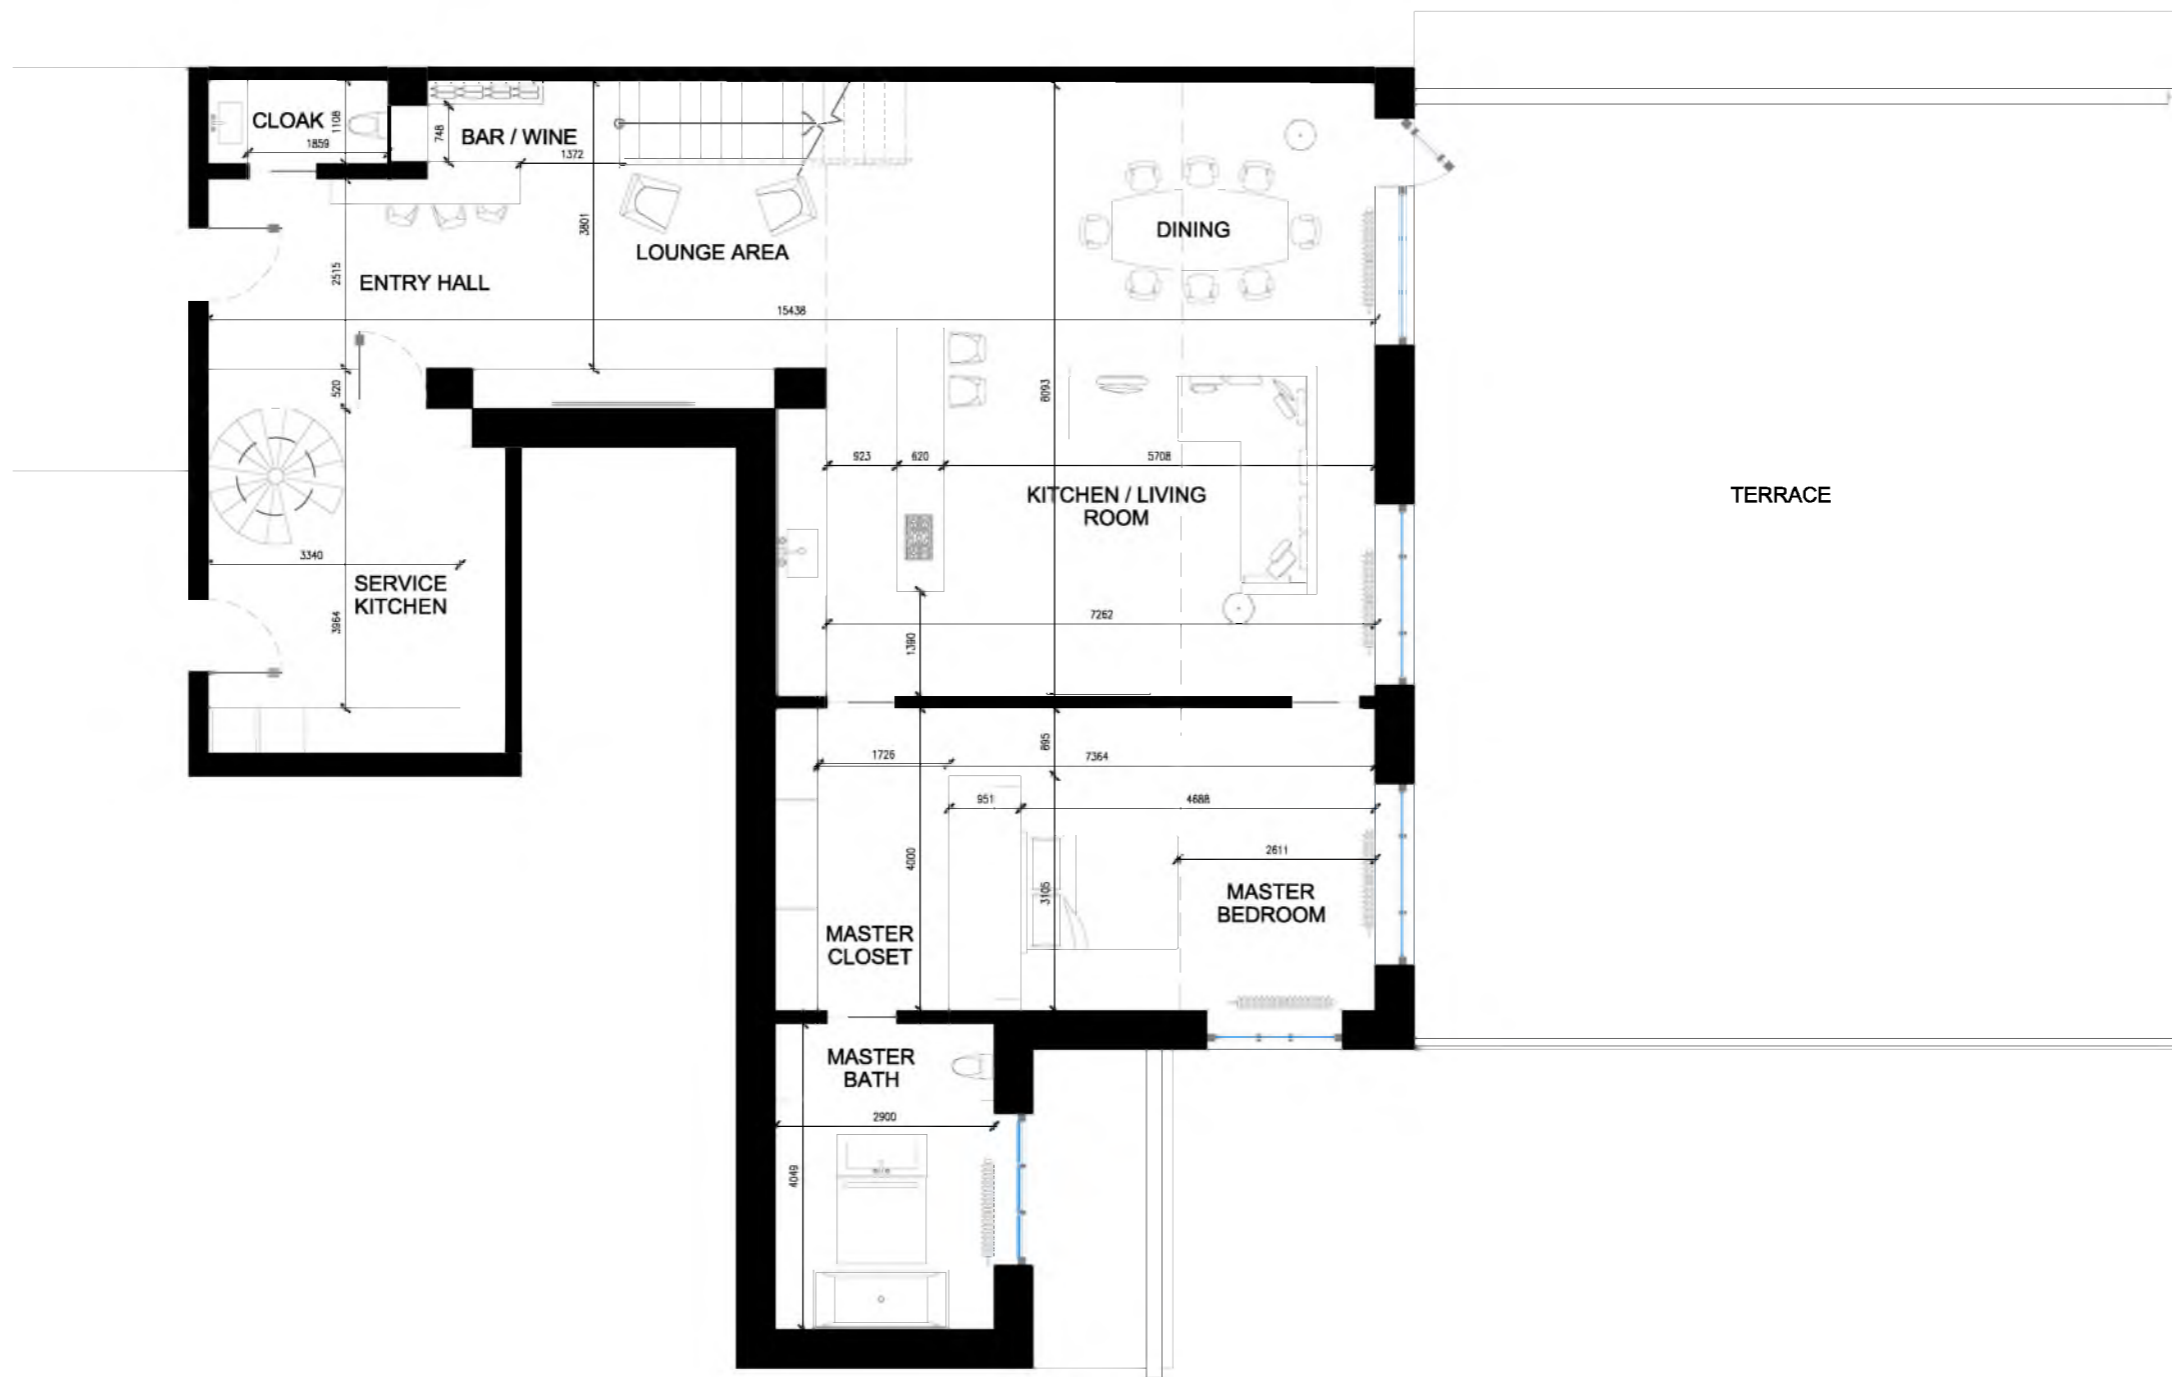 CLOAK
1108
1859
748
BAR / WINE
1372
3801
LOUNGE AREA
DINING
2515
ENTRY HALL
15438
520
8093
923
620
5708
KITCHEN / LIVING
ROOM
TERRACE
3340
SERVICE
KITCHEN
3964
7262
1390
1726
895
7364
951
4688
4000
2611
3105
MASTER
BEDROOM
MASTER
CLOSET
MASTER
BATH
2900
4049